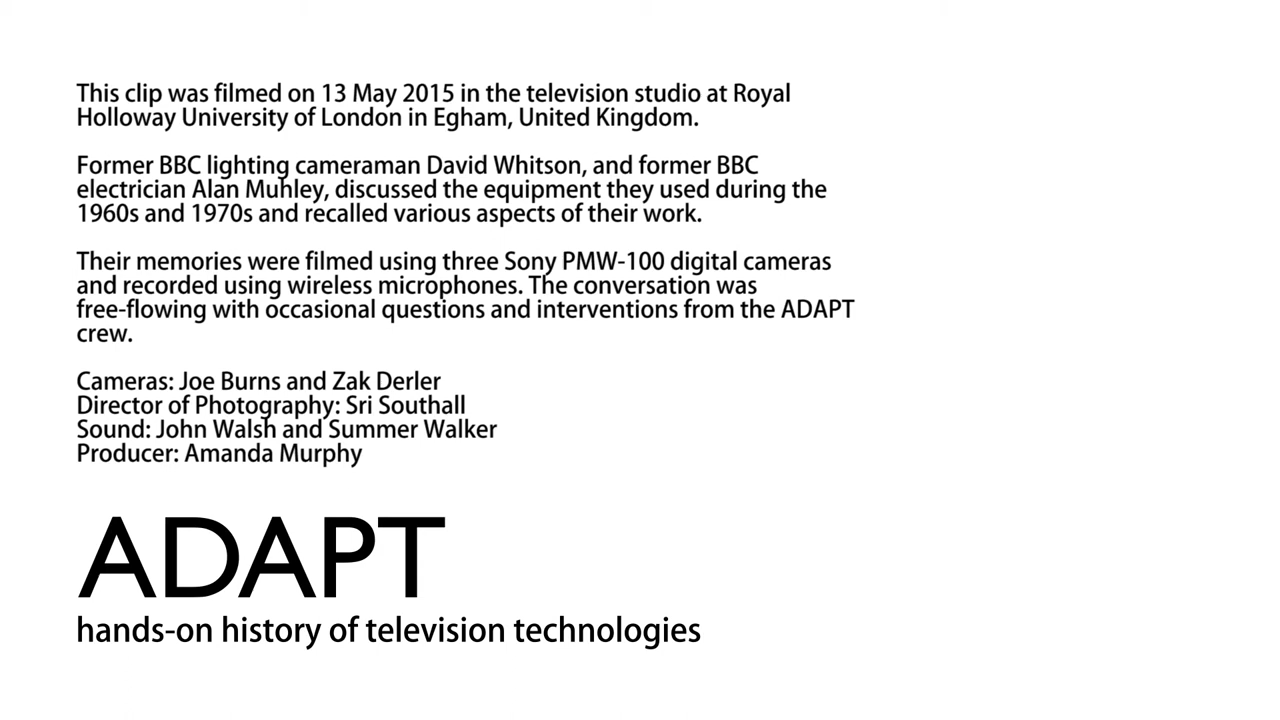 This clip was filmed on 13 May 2015 in the television studio at Royal
Holloway University of London in Egham, United Kingdom.
Former BBC lighting cameraman David Whitson, and former BBC
electrician Alan Muhley, discussed the equipment they used during the
1960s and 1970s and recalled various aspects of their work.
Their memories were filmed using three Sony PMW-100 digital cameras
and recorded using wireless microphones. The conversation was
free-flowing with occasional questions and interventions from the ADAPT
crew.
Cameras: Joe Burns and Zak Derler
Director of Photography: Sri Southall
Sound: John Walsh and Summer Walker
Producer: Amanda Murphy
ADAPT
hands-on history of television technologies